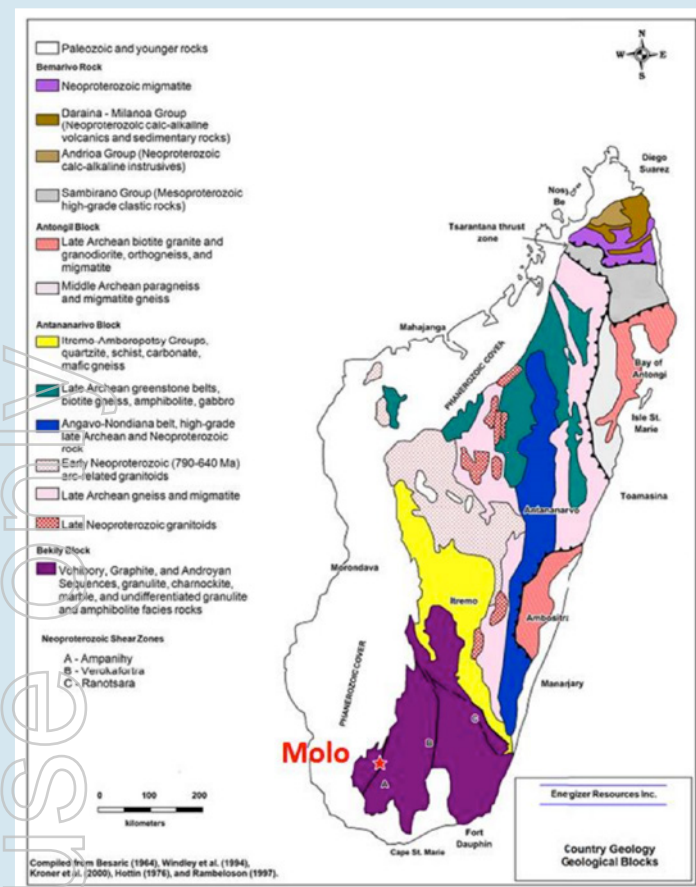 Paleozoic and younger rocks
Bemarivo Rock
Neoproterozoic migmatite
Daraina - Milanoa Group
(Neoproterozolc calc-alkaline
volcanics and sedimentary rocks)
Andrioa Group (Neoproterozoic
calc-alkaline instrusives)
Sambirano Group (Mesoproterozoic
high-grade clastic rocks)
Antongil Block
Late Archean biotite granite and
granodiorite, orthogneiss, and
migmatite
Middle Archean paragneiss
and migmatite gneiss
Antananarivo Block
Itremo-Amboropotsy Groups,
quartzite, schist, carbonate,
mafic gneiss
Late Archean greenstone belts,
biotite gneiss, amphibolite, gabbro
Angavo-Nondiana belt, high-grade
late Archean and Neoproterozoic
rock
Early Neoproterozoic (790-640 Ma)
arc-related granitoids
Late Archean gneiss and migmatite
Late Neoproterozoic granitoids
Bekily Block
Vohibory, Graphite, and Androyan
Sequences, granulite, charnockite,
marble, and undifferentiated granulite
and amphibolite facies rocks
Neoproterozoic Shear Zones
A - Ampanihy
B - Verokafortra
C - Ranotsara
0 100 200
kilometers
Compiled from Besaric (1964), Windley et al. (1994),
Kroner et al. (2000), Hottin (1976), and Rambeloson (1997).
N
W E
S
Diego
Suarez
Nosy
Be
Tsarantana thrust
zone
Mahajanga
PHANEROZOIC COVER
Bay of
Antongi
Isle St.
Marie
Toamasina
Antananarvo
Morondava
Itremo
Ambositra
Mananjary
PHANEROZOIC COVER
C
B
Molo
A
Fort
Dauphin
Cape St. Marie
Energizer Resources Inc.
Country Geology
Geological Blocks
use only